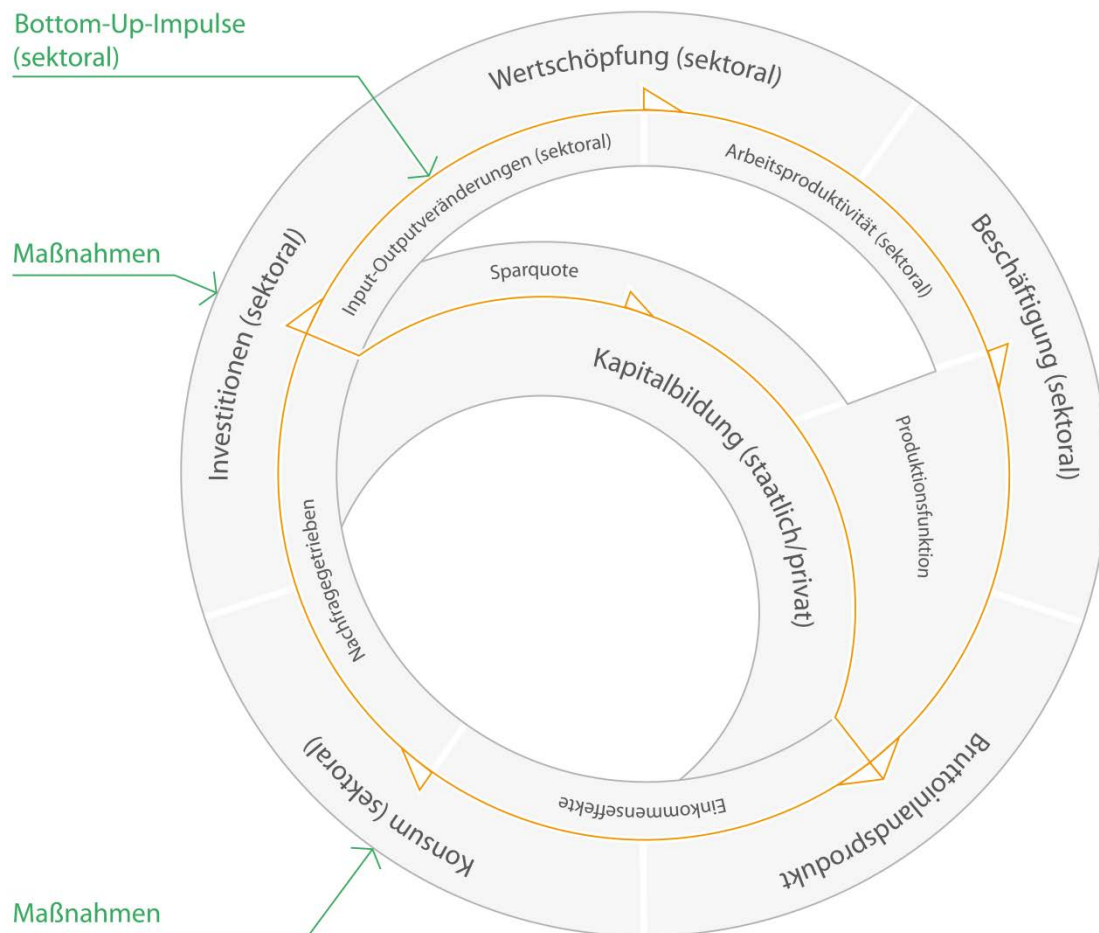 Bottom-Up-Impulse
(sektoral)
Wertschöpfung (sektoral)
Input-Outputveränderungen (sektoral)
Arbeitsproduktivität (sektoral)
Maßnahmen
Investitionen (sektoral)
Sparquote
Beschäftigung (sektoral)
Kapitalbildung (staatlich/privat)
Produktionsfunktion
Nachfragegetrieben
Konsum (sektoral)
Einkommenseffekte
Bruttoinlandsprodukt
Maßnahmen